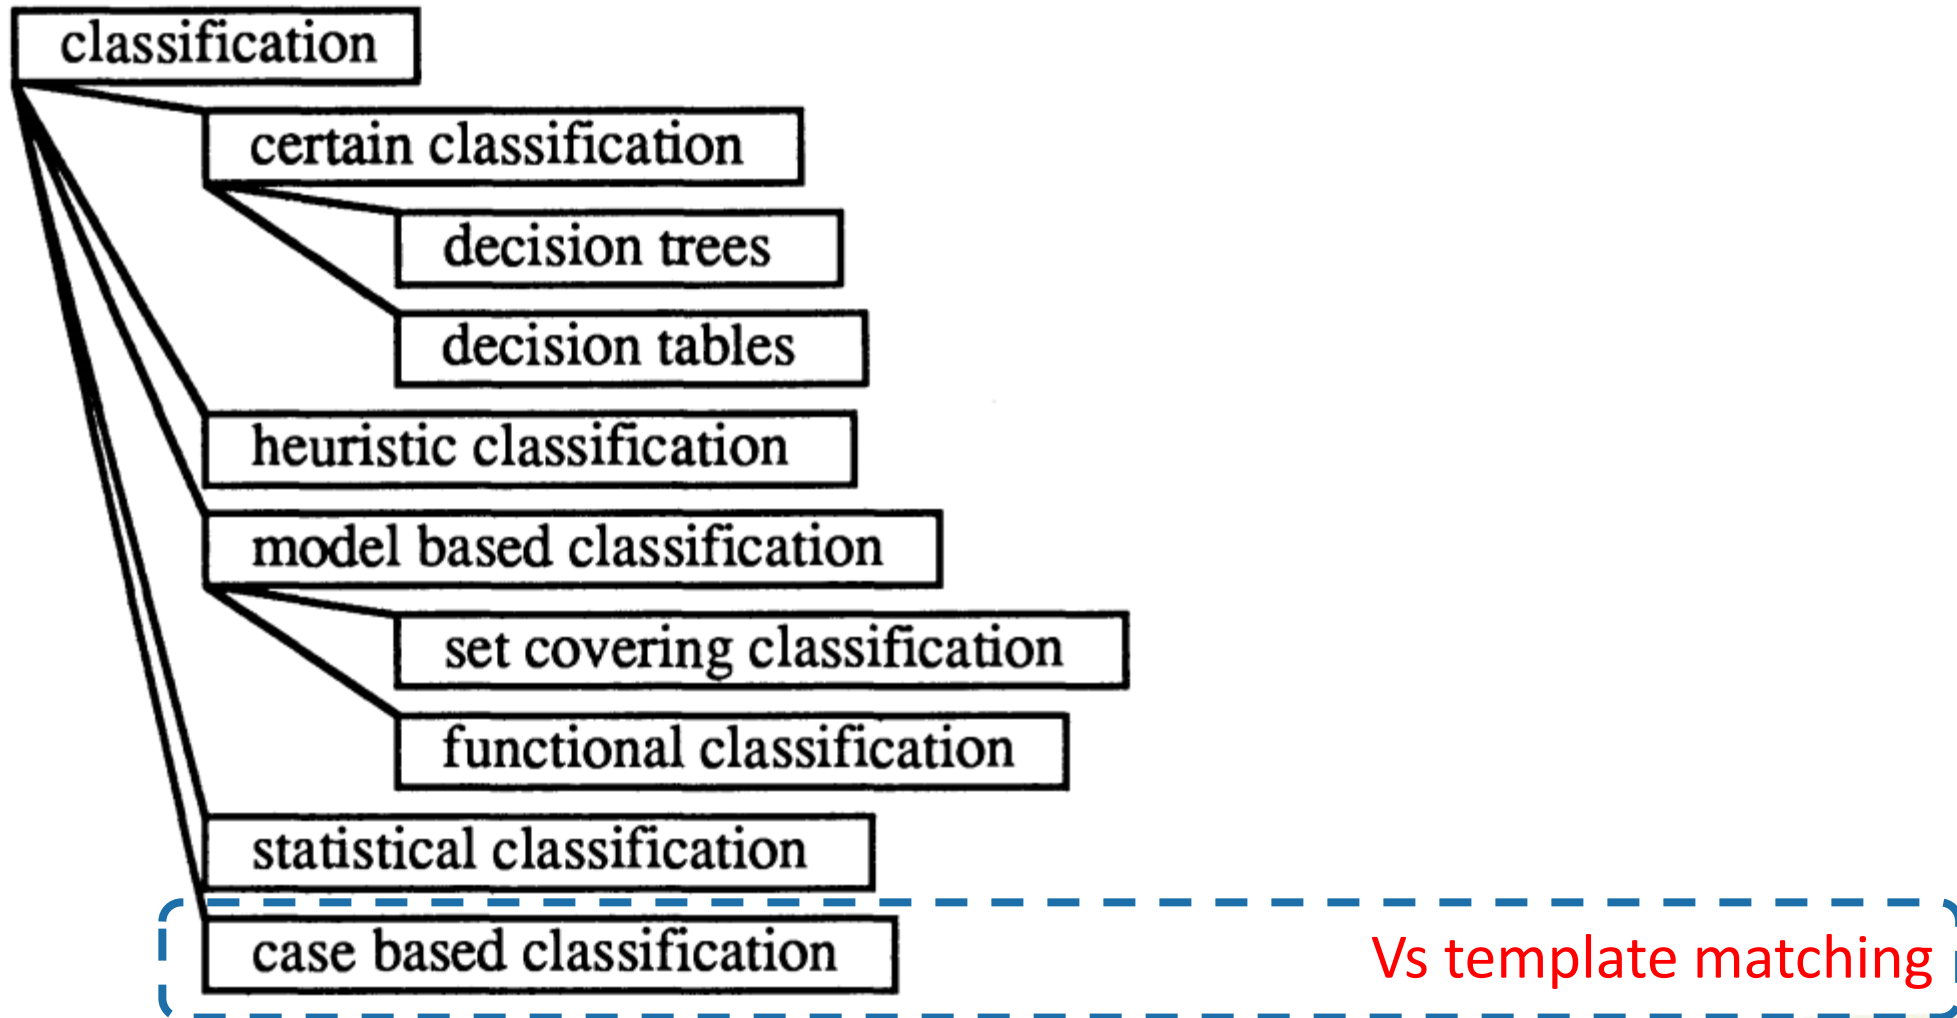 classification
certain classification
decision trees
decision tables
heuristic classification
model based classification
set covering classification
functional classification
statistical classification
case based classification
Vs template matching